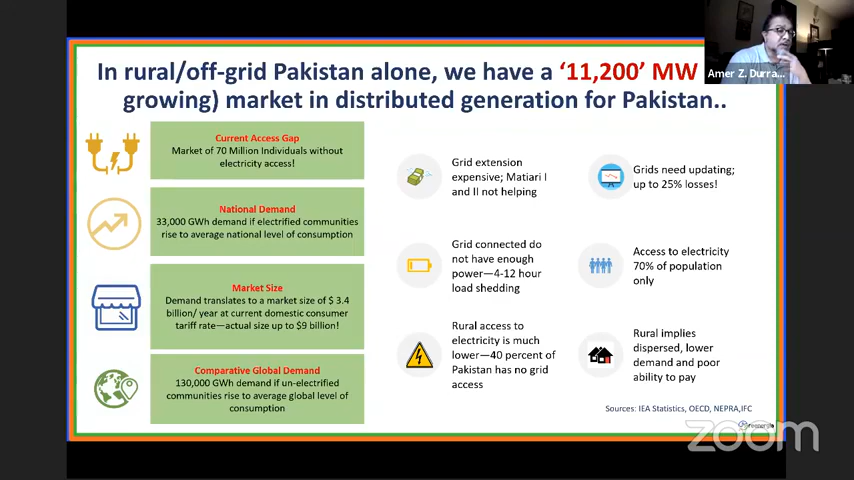 In rural/off-grid Pakistan alone, we have a ‘11,200’ MW
growing) market in distributed generation for Pakistan..
Amer Z. Durra...
Current Access Gap
Market of 70 Million Individuals without
electricity access!
National Demand
33,000 GWh demand if electrified communities
rise to average national level of consumption
Market Size
Demand translates to a market size of $ 3.4
billion/ year at current domestic consumer
tariff rate—actual size up to $9 billion!
Comparative Global Demand
130,000 GWh demand if un-electrified
communities rise to average global level of
consumption
Grid extension
expensive; Matiari I
and II not helping
Grids need updating;
up to 25% losses!
Grid connected do
not have enough
power—4-12 hour
load shedding
Access to electricity
70% of population
only
Rural access to
electricity is much
lower—40 percent of
Pakistan has no grid
access
Rural implies
dispersed, lower
demand and poor
ability to pay
Sources: IEA Statistics, OECD, NEPRA,IFC
zoom